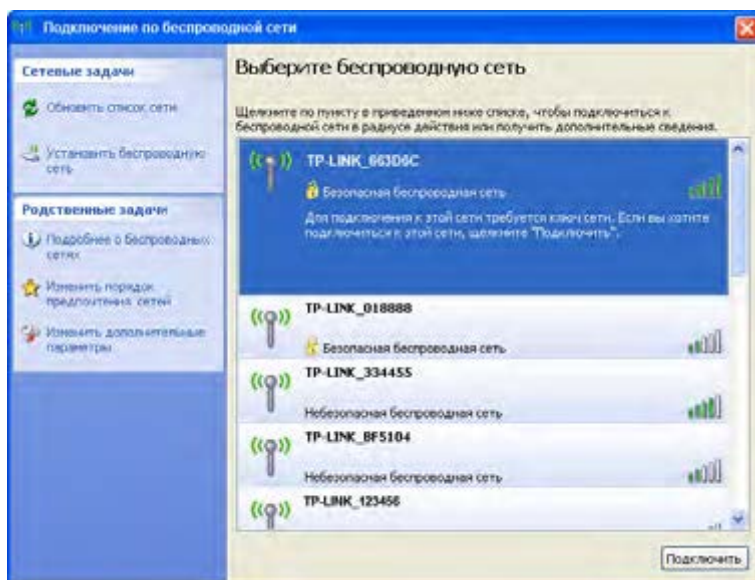 Подключение по беспроводной сети
Сетевые задачи
Обновить список сети
Установить беспроводную
сеть
Родственные задачи
Подробнее о беспроводных
сетях
Изменить порядок
предпочтения сетей
Изменить дополнительные
параметры
Выберите беспроводную сеть
Щелкните по пункту в приведенном ниже списке, чтобы подключиться к
беспроводной сети в радиусе действия или получить дополнительные сведения.
TP-LINK_663D6C
Безопасная беспроводная сеть
Для подключения к этой сети требуется ключ сети. Если вы хотите
подключиться к этой сети, щелкните "Подключить".
TP-LINK_018888
Безопасная беспроводная сеть
TP-LINK_334455
Небезопасная беспроводная сеть
TP-LINK_BF5104
Небезопасная беспроводная сеть
TP-LINK_123456
Подключить